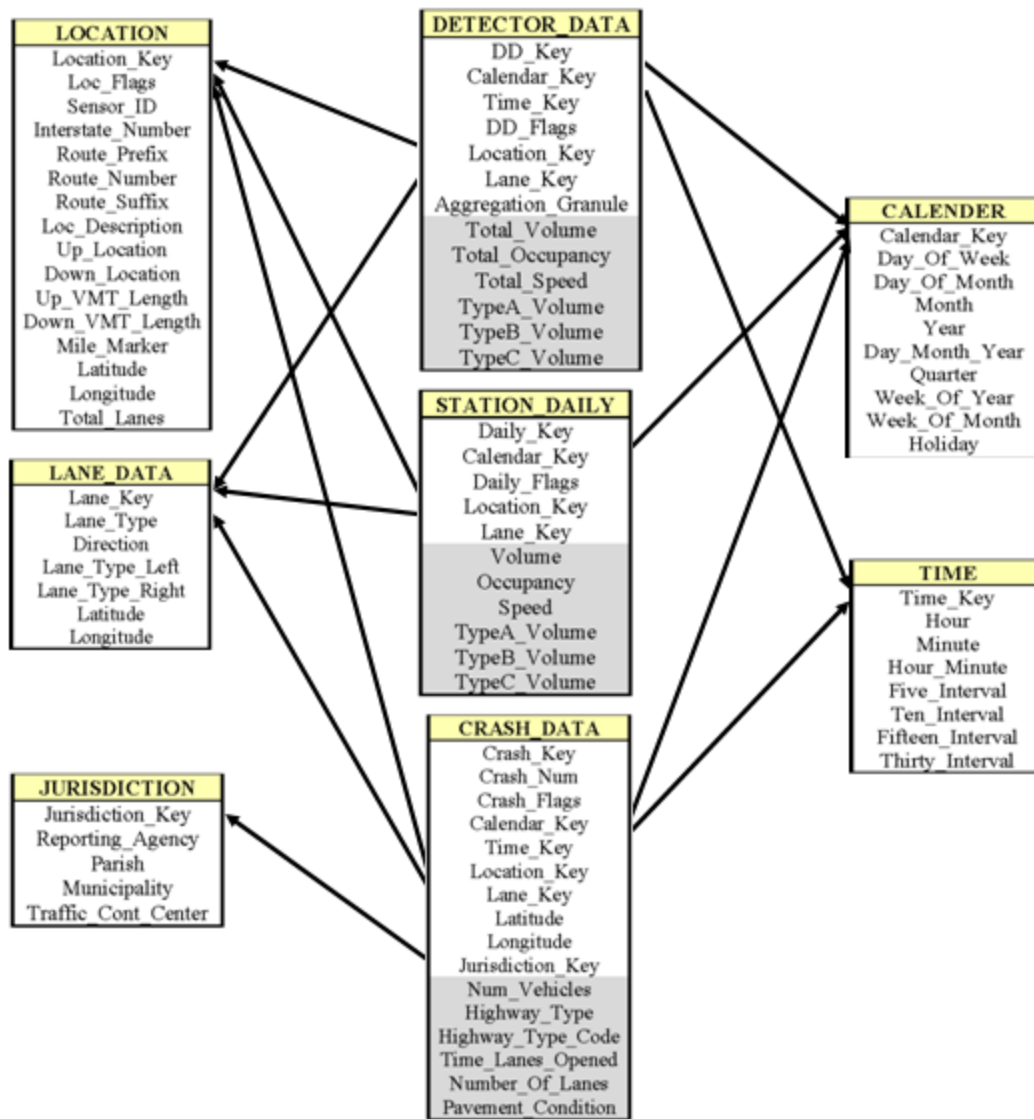 LOCATION
Location_Key
Loc_Flags
Sensor_ID
Interstate_Number
Route_Prefix
Route_Number
Route_Suffix
Loc_Description
Up_Location
Down_Location
Up_VMT_Length
Down_VMT_Length
Mile_Marker
Latitude
Longitude
Total_Lanes
LANE_DATA
Lane_Key
Lane_Type
Direction
Lane_Type_Left
Lane_Type_Right
Latitude
Longitude
JURISDICTION
Jurisdiction_Key
Reporting_Agency
Parish
Municipality
Traffic_Cont_Center
DETECTOR_DATA
DD_Key
Calendar_Key
Time_Key
DD_Flags
Location_Key
Lane_Key
Aggregation_Granule
Total_Volume
Total_Occupancy
Total_Speed
TypeA_Volume
TypeB_Volume
TypeC_Volume
STATION_DAILY
Daily_Key
Calendar_Key
Daily_Flags
Location_Key
Lane_Key
Volume
Occupancy
Speed
TypeA_Volume
TypeB_Volume
TypeC_Volume
CRASH_DATA
Crash_Key
Crash_Num
Crash_Flags
Calendar_Key
Time_Key
Location_Key
Lane_Key
Latitude
Longitude
Jurisdiction_Key
Num_Vehicles
Highway_Type
Highway_Type_Code
Time_Lanes_Opened
Number_Of_Lanes
Pavement_Condition
CALENDER
Calendar_Key
Day_Of_Week
Day_Of_Month
Month
Year
Day_Month_Year
Quarter
Week_Of_Year
Week_Of_Month
Holiday
TIME
Time_Key
Hour
Minute
Hour_Minute
Five_Interval
Ten_Interval
Fifteen_Interval
Thirty_Interval